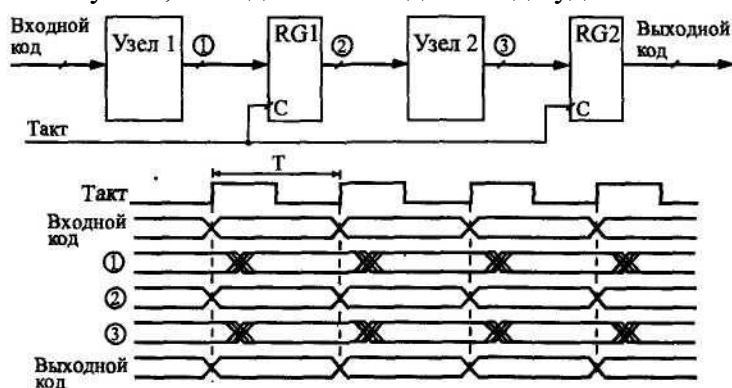 Входной код
Узел 1
①
RG1
C
②
Узел 2
③
RG2
C
Выходной код
Такт
T
Такт
Входной код
①
②
③
Выходной код